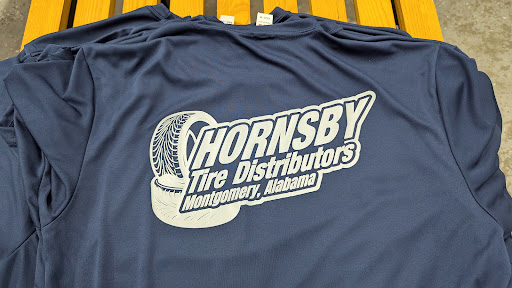 HORNSBY
Tire Distributors
Montgomery, Alabama